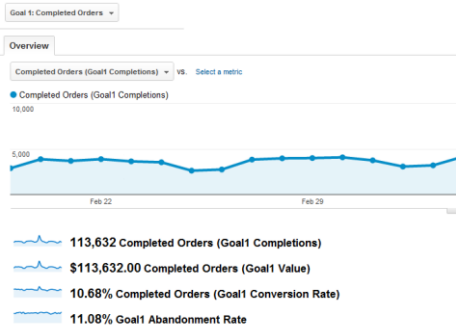 Goal 1: Completed Orders
Overview
Completed Orders (Goal1 Completions) vs. Select a metric
Completed Orders (Goal1 Completions)
10,000
5,000
Feb 22 Feb 29
113,632 Completed Orders (Goal1 Completions)
$113,632.00 Completed Orders (Goal1 Value)
10.68% Completed Orders (Goal1 Conversion Rate)
11.08% Goal1 Abandonment Rate